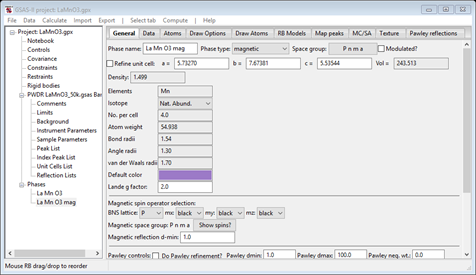 GSAS-II project: LaMnO3.gpx
File Data Calculate Import Export | Select tab Compute | Help
Project: LaMnO3.gpx
Notebook
Controls
Covariance
Constraints
Restraints
Rigid bodies
PWDR LaMnO3_50k.gsas Ban
Comments
Limits
Background
Instrument Parameters
Sample Parameters
Peak List
Index Peak List
Unit Cells List
Reflection Lists
Phases
La Mn O3
La Mn O3 mag
Mouse RB drag/drop to reorder
General Data Atoms Draw Options Draw Atoms RB Models Map peaks MC/SA Texture Pawley reflections
Phase name: La Mn O3 mag Phase type: magnetic Space group: P n m a Modulated?
Refine unit cell: a = 5.73270 b = 7.67381 c = 5.53544 Vol = 243.513
Density: 1.499
Elements Mn
Isotope Nat. Abund.
No. per cell 4.0
Atom weight 54.938
Bond radii 1.54
Angle radii 1.30
van der Waals radii 1.70
Default color
Lande g factor: 2.0
Magnetic spin operator selection:
BNS lattice: P mx: black my: black mz: black
Magnetic space group: P n m a Show spins?
Magnetic reflection d-min: 1.0
Pawley controls: Do Pawley refinement? Pawley dmin: 1.0 Pawley dmax: 100.0 Pawley neg. wt.: 0.0